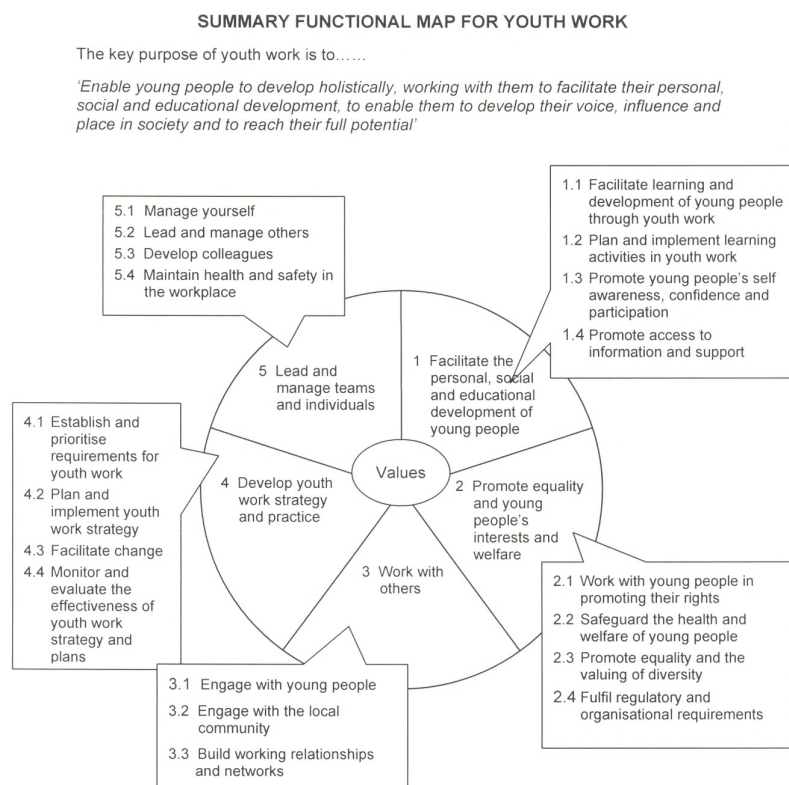 SUMMARY FUNCTIONAL MAP FOR YOUTH WORK
The key purpose of youth work is to……
'Enable young people to develop holistically, working with them to facilitate their personal,
social and educational development, to enable them to develop their voice, influence and
place in society and to reach their full potential'
1.1 Facilitate learning and
development of young people
through youth work
1.2 Plan and implement learning
activities in youth work
1.3 Promote young people's self
awareness, confidence and
participation
1.4 Promote access to
information and support
5.1 Manage yourself
5.2 Lead and manage others
5.3 Develop colleagues
5.4 Maintain health and safety in
the workplace
1 Facilitate the
personal, social
and educational
development of
young people
5 Lead and
manage teams
and individuals
4.1 Establish and
prioritise
requirements for
youth work
4.2 Plan and
implement youth
work strategy
4.3 Facilitate change
4.4 Monitor and
evaluate the
effectiveness of
youth work
strategy and
plans
Values
4 Develop youth
work strategy
and practice
2 Promote equality
and young
people's
interests and
welfare
3 Work with
others
2.1 Work with young people in
promoting their rights
2.2 Safeguard the health and
welfare of young people
2.3 Promote equality and the
valuing of diversity
2.4 Fulfil regulatory and
organisational requirements
3.1 Engage with young people
3.2 Engage with the local
community
3.3 Build working relationships
and networks